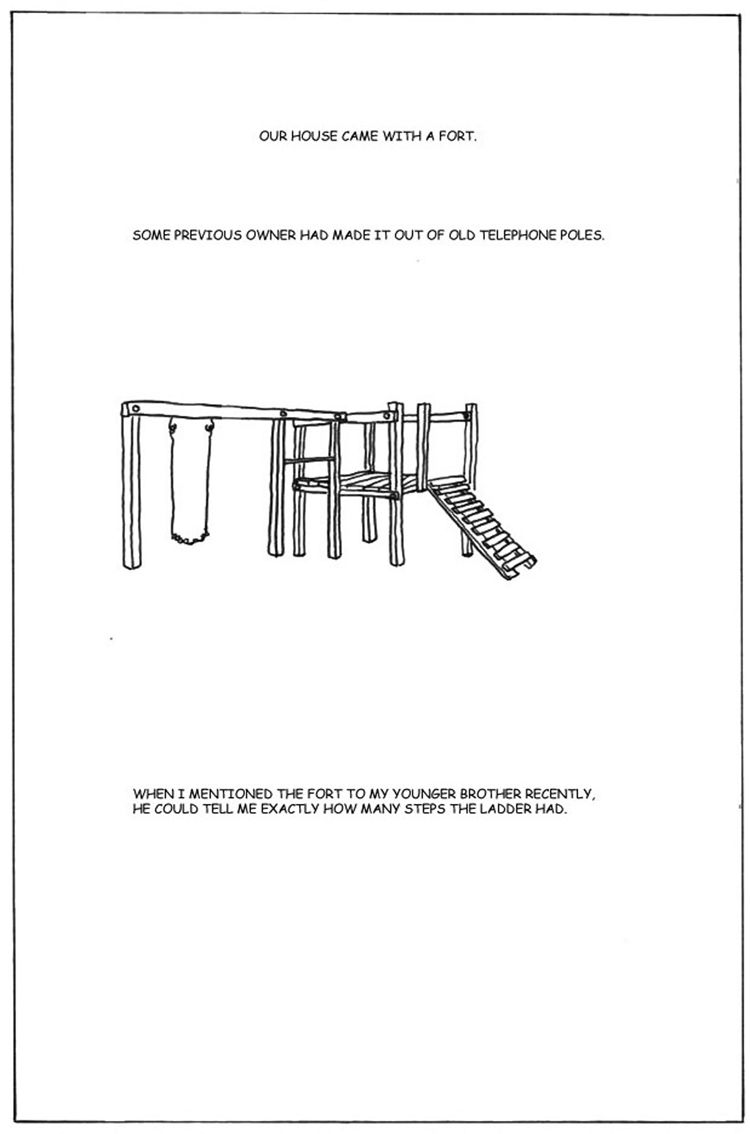 OUR HOUSE CAME WITH A FORT.
SOME PREVIOUS OWNER HAD MADE IT OUT OF OLD TELEPHONE POLES.
WHEN I MENTIONED THE FORT TO MY YOUNGER BROTHER RECENTLY,
HE COULD TELL ME EXACTLY HOW MANY STEPS THE LADDER HAD.